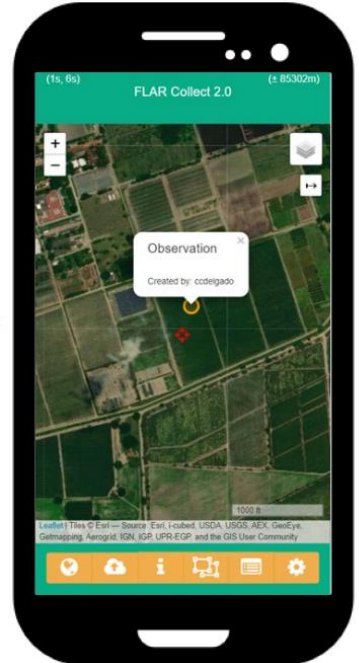 (1s, 6s) (± 85302m)
FLAR Collect 2.0
+
−
Observation
×
Created by: ccdelgado
1000 ft
Leaflet | Tiles © Esri — Source: Esri, i-cubed, USDA, USGS, AEX, GeoEye,
Getmapping, Aerogrid, IGN, IGP, UPR-EGP, and the GIS User Community